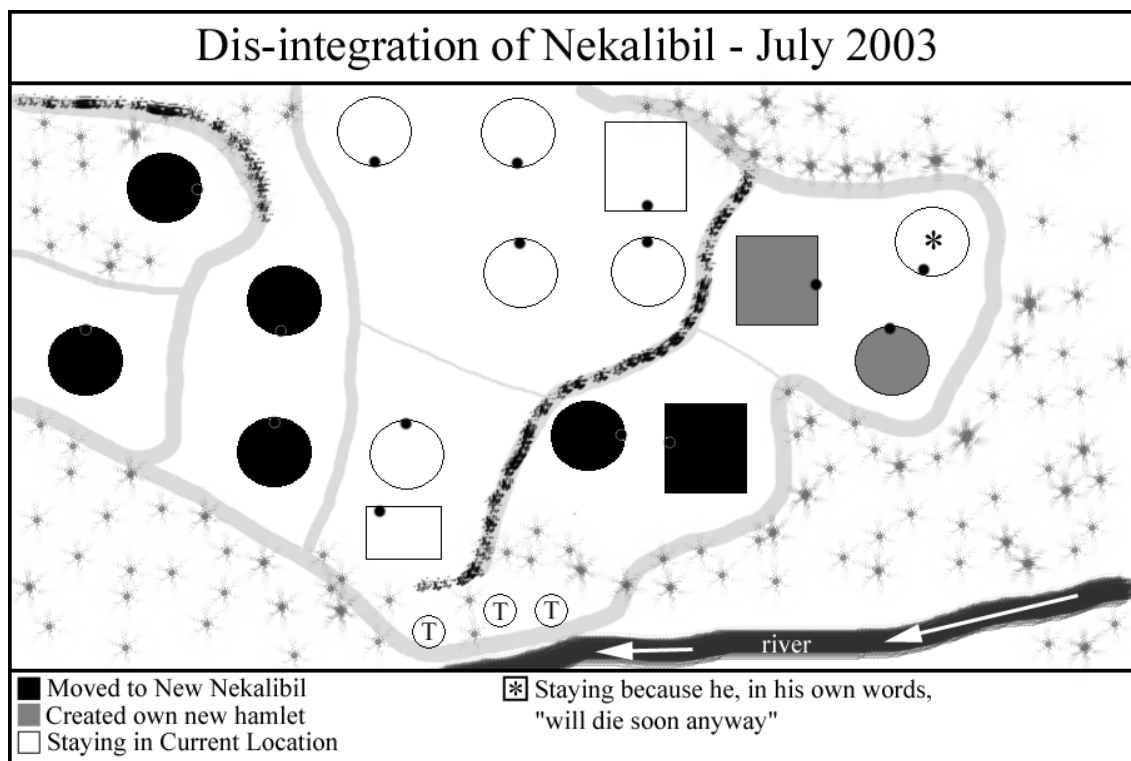 Dis-integration of Nekalibil - July 2003
*
T
T
T
river
Moved to New Nekalibil
Created own new hamlet
Staying in Current Location
* Staying because he, in his own words,
"will die soon anyway"